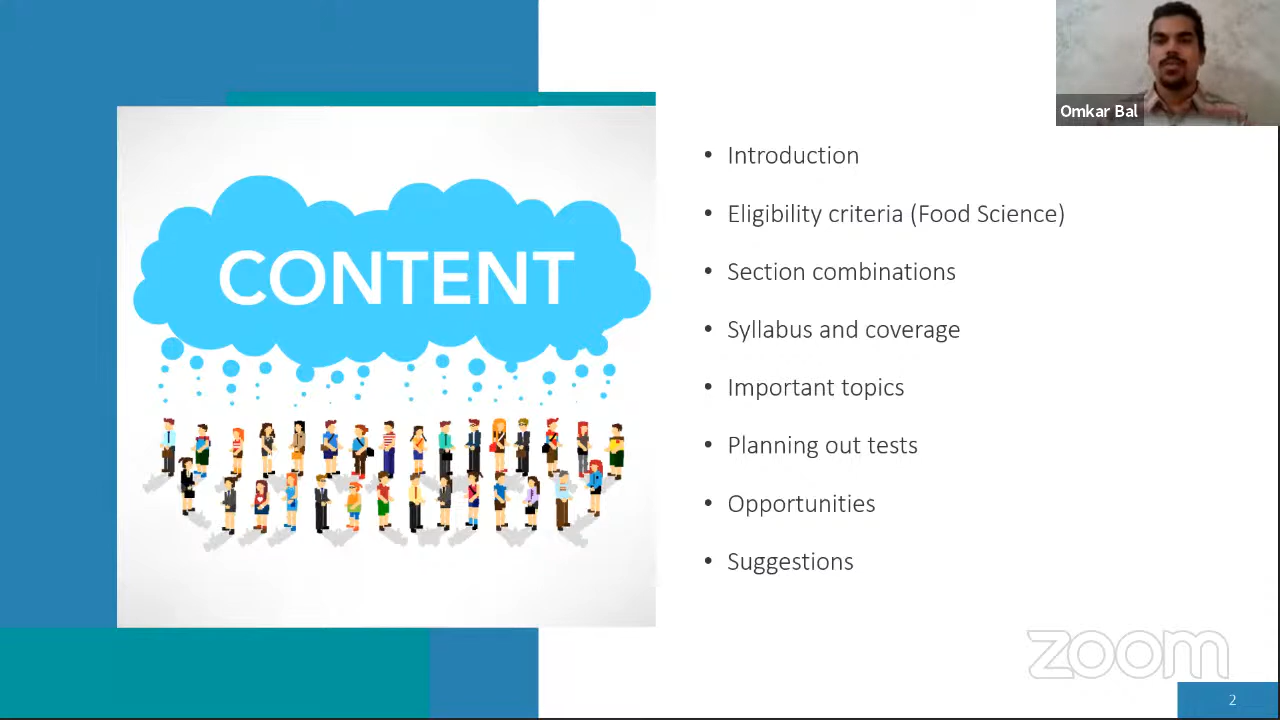 Omkar Bal
CONTENT
• Introduction
• Eligibility criteria (Food Science)
• Section combinations
• Syllabus and coverage
• Important topics
• Planning out tests
• Opportunities
• Suggestions
zoom
2